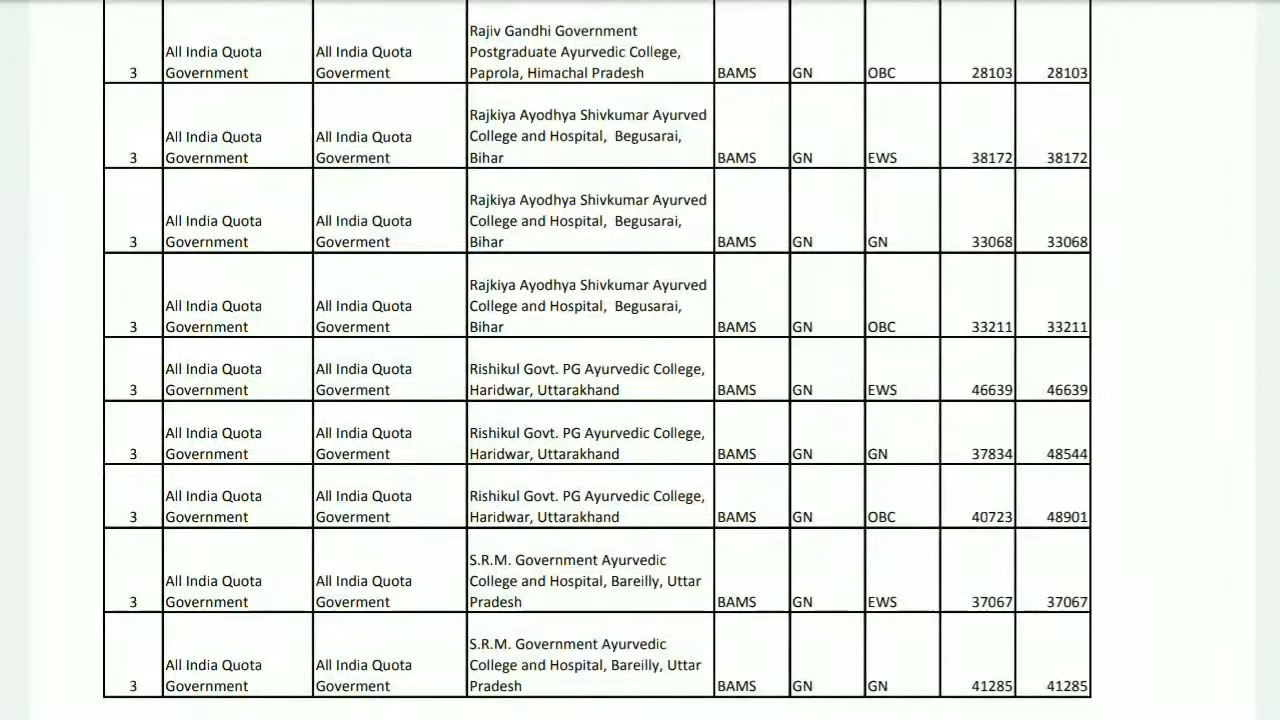 Rajiv Gandhi Government
All India Quota All India Quota Postgraduate Ayurvedic College,
3 Government Goverment Paprola, Himachal Pradesh BAMS GN OBC 28103 28103
Rajkiya Ayodhya Shivkumar Ayurved
All India Quota All India Quota College and Hospital, Begusarai,
3 Government Goverment Bihar BAMS GN EWS 38172 38172
Rajkiya Ayodhya Shivkumar Ayurved
All India Quota All India Quota College and Hospital, Begusarai,
3 Government Goverment Bihar BAMS GN GN 33068 33068
Rajkiya Ayodhya Shivkumar Ayurved
All India Quota All India Quota College and Hospital, Begusarai,
3 Government Goverment Bihar BAMS GN OBC 33211 33211
All India Quota All India Quota Rishikul Govt. PG Ayurvedic College,
3 Government Goverment Haridwar, Uttarakhand BAMS GN EWS 46639 46639
All India Quota All India Quota Rishikul Govt. PG Ayurvedic College,
3 Government Goverment Haridwar, Uttarakhand BAMS GN GN 37834 48544
All India Quota All India Quota Rishikul Govt. PG Ayurvedic College,
3 Government Goverment Haridwar, Uttarakhand BAMS GN OBC 40723 48901
S.R.M. Government Ayurvedic
All India Quota All India Quota College and Hospital, Bareilly, Uttar
3 Government Goverment Pradesh BAMS GN EWS 37067 37067
S.R.M. Government Ayurvedic
All India Quota All India Quota College and Hospital, Bareilly, Uttar
3 Government Goverment Pradesh BAMS GN GN 41285 41285